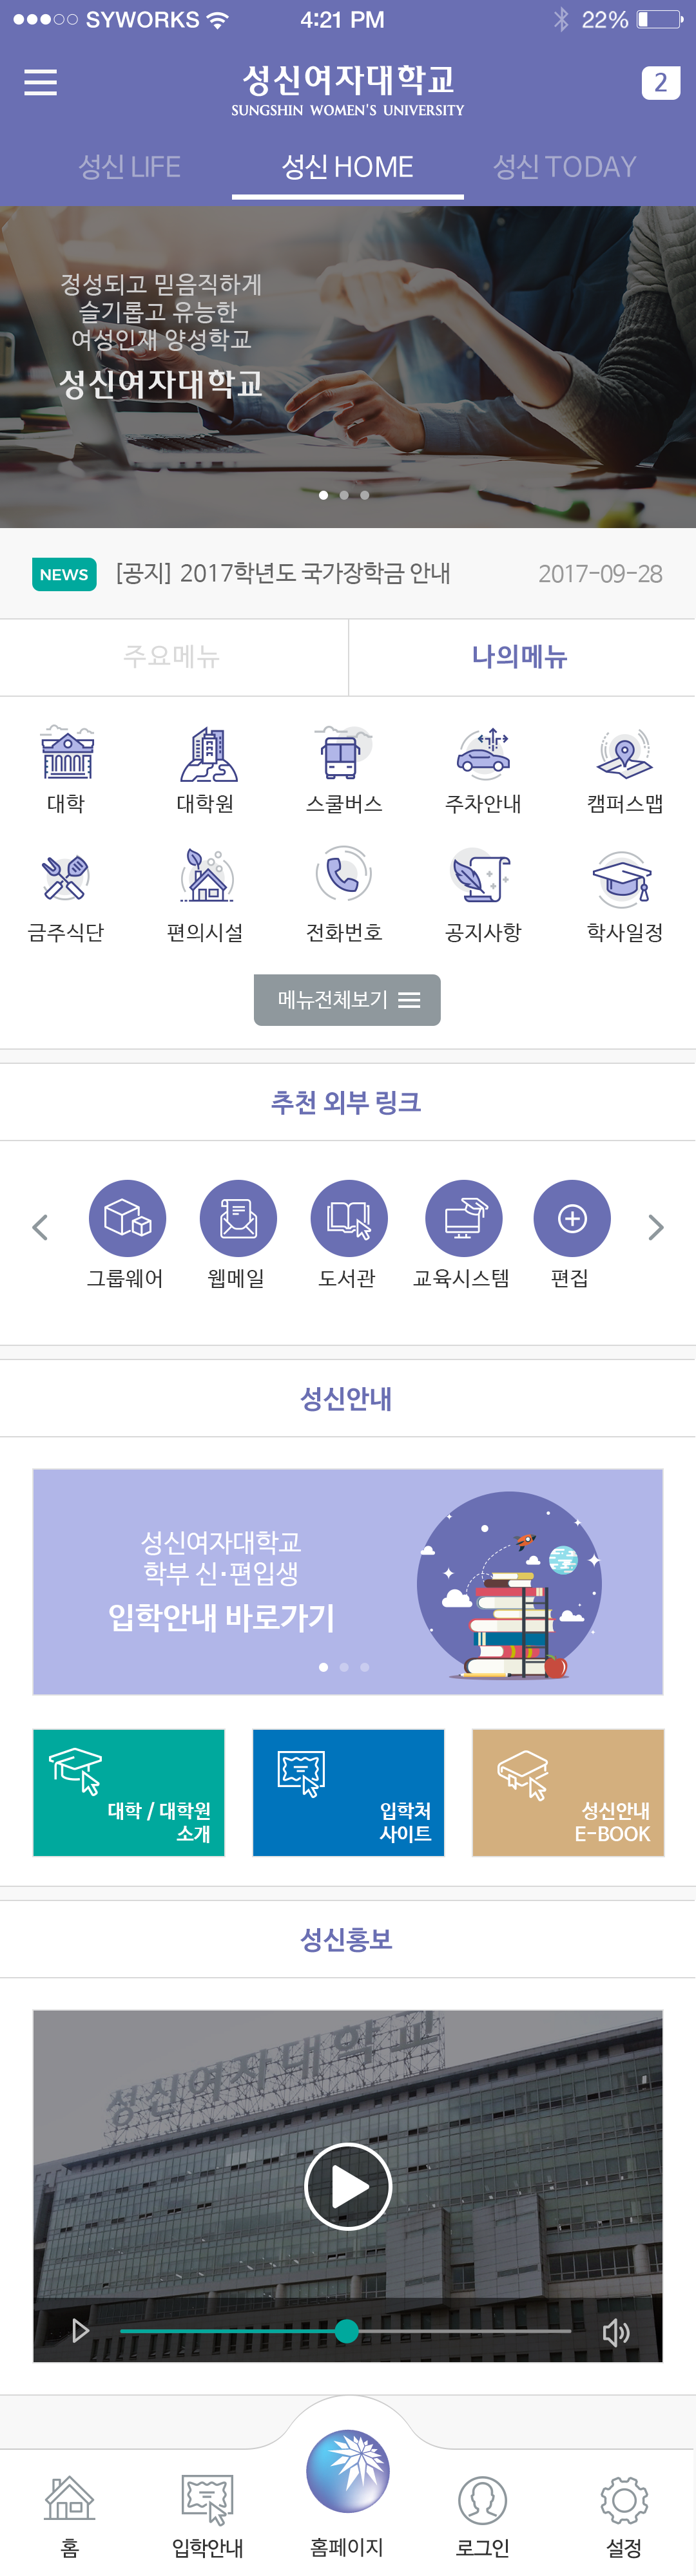 SYWORKS
4:21 PM
22%
성신여자대학교
SUNGSHIN WOMEN'S UNIVERSITY
2
성신 LIFE
성신 HOME
성신 TODAY
정성되고 믿음직하게
슬기롭고 유능한
여성인재 양성학교
성신여자대학교
NEWS
[공지] 2017학년도 국가장학금 안내
2017-09-28
주요메뉴
나의메뉴
대학
대학원
스쿨버스
주차안내
캠퍼스맵
금주식단
편의시설
전화번호
공지사항
학사일정
메뉴전체보기
추천 외부 링크
그룹웨어
웹메일
도서관
교육시스템
편집
성신안내
성신여자대학교
학부 신·편입생
입학안내 바로가기
대학 / 대학원
소개
입학처
사이트
성신안내
E-BOOK
성신홍보
성신여자대학교
홈
입학안내
홈페이지
로그인
설정